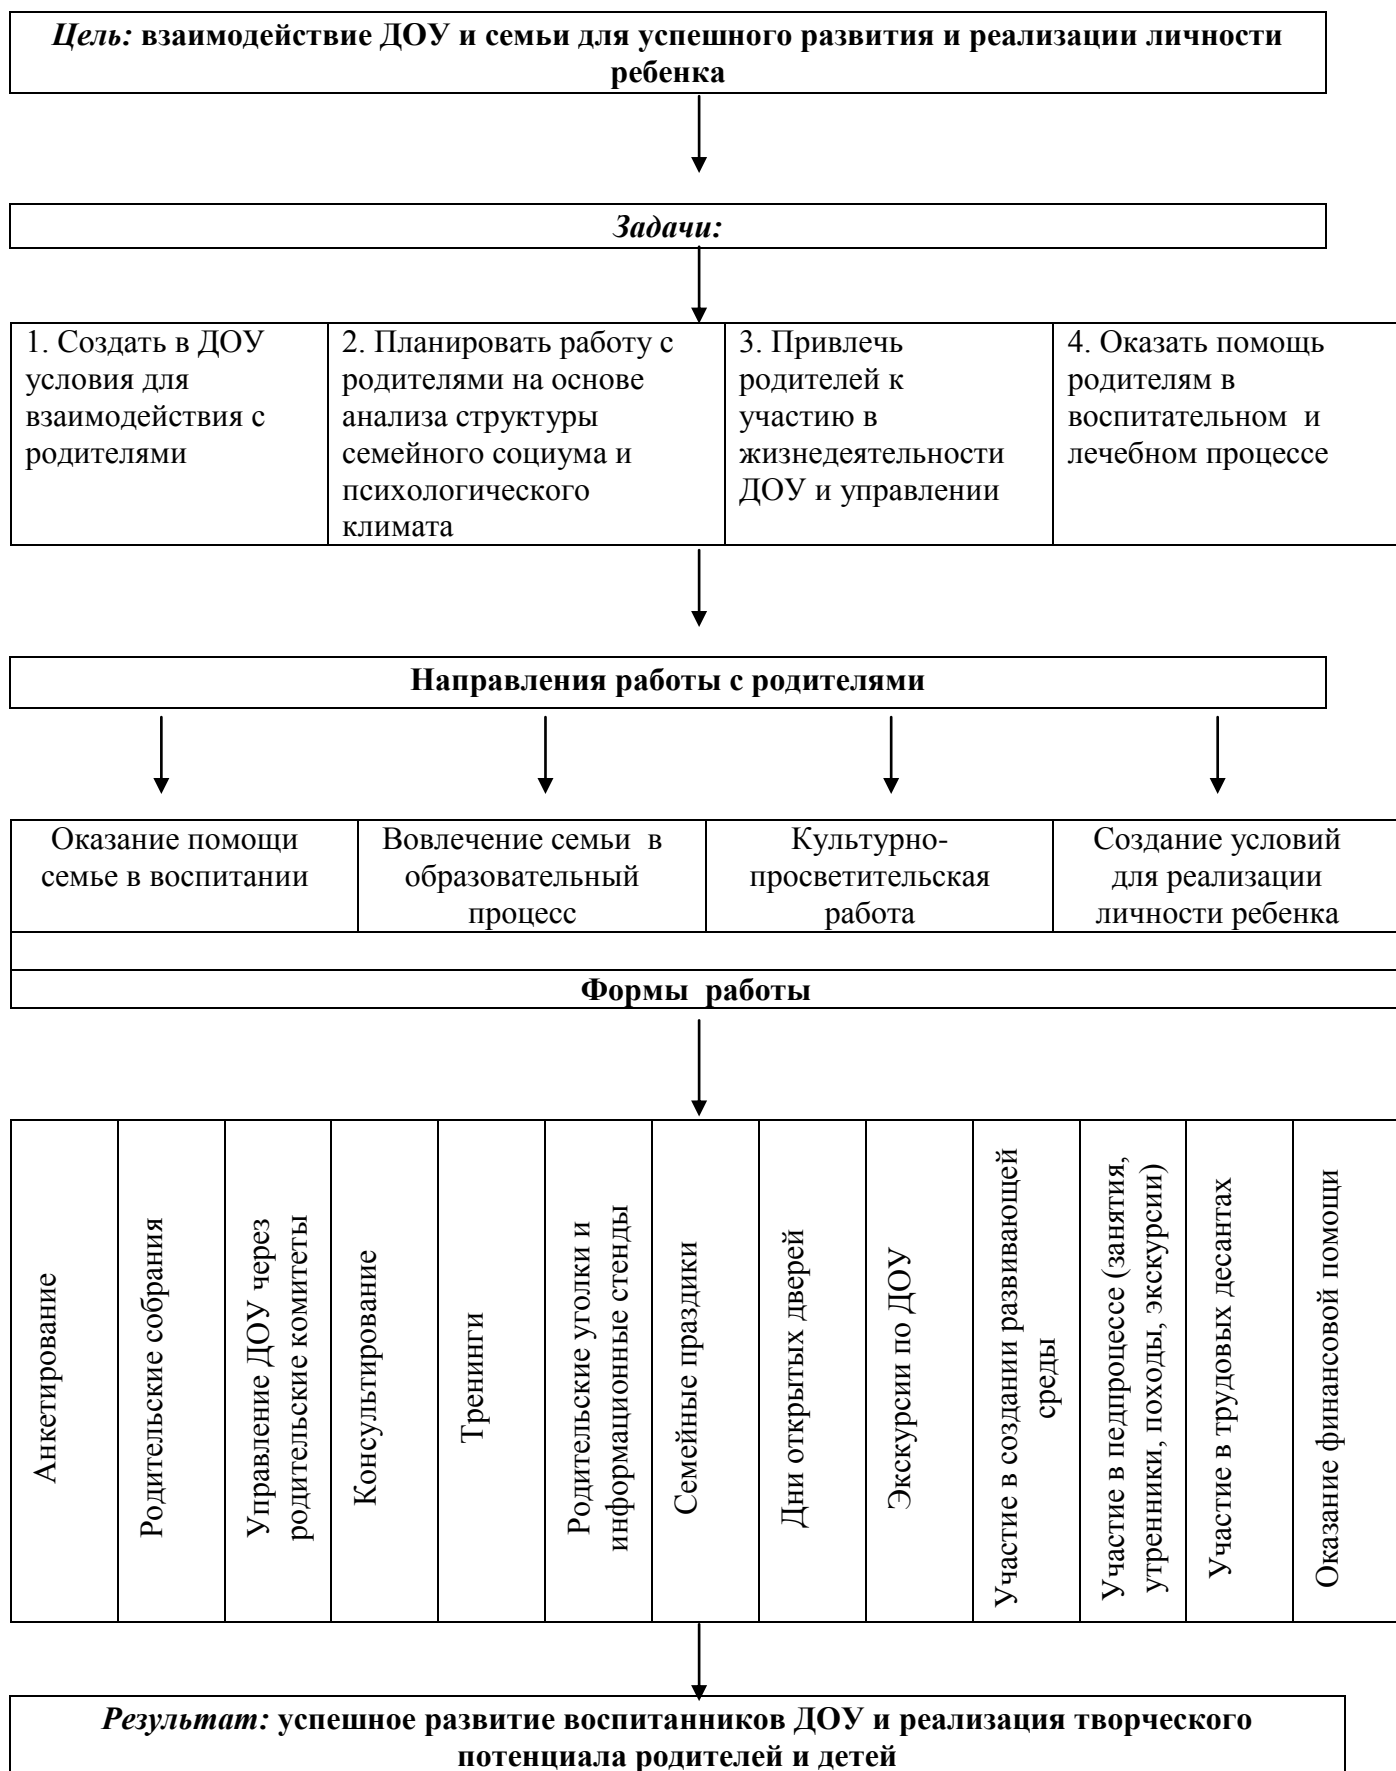 Цель: взаимодействие ДОУ и семьи для успешного развития и реализации личности
ребенка
Задачи:
1. Создать в ДОУ
условия для
взаимодействия с
родителями
2. Планировать работу с
родителями на основе
анализа структуры
семейного социума и
психологического
климата
3. Привлечь
родителей к
участию в
жизнедеятельности
ДОУ и управлении
4. Оказать помощь
родителям в
воспитательном и
лечебном процессе
Направления работы с родителями
Оказание помощи
семье в воспитании
Вовлечение семьи в
образовательный
процесс
Культурно-
просветительская
работа
Создание условий
для реализации
личности ребенка
Формы работы
Анкетирование
Родительские собрания
Управление ДОУ через
родительские комитеты
Консультирование
Тренинги
Родительские уголки и
информационные стенды
Семейные праздики
Дни открытых дверей
Экскурсии по ДОУ
Участие в создании развивающей
среды
Участие в педпроцессе (занятия,
утренники, походы, экскурсии)
Участие в трудовых десантах
Оказание финансовой помощи
Результат: успешное развитие воспитанников ДОУ и реализация творческого
потенциала родителей и детей